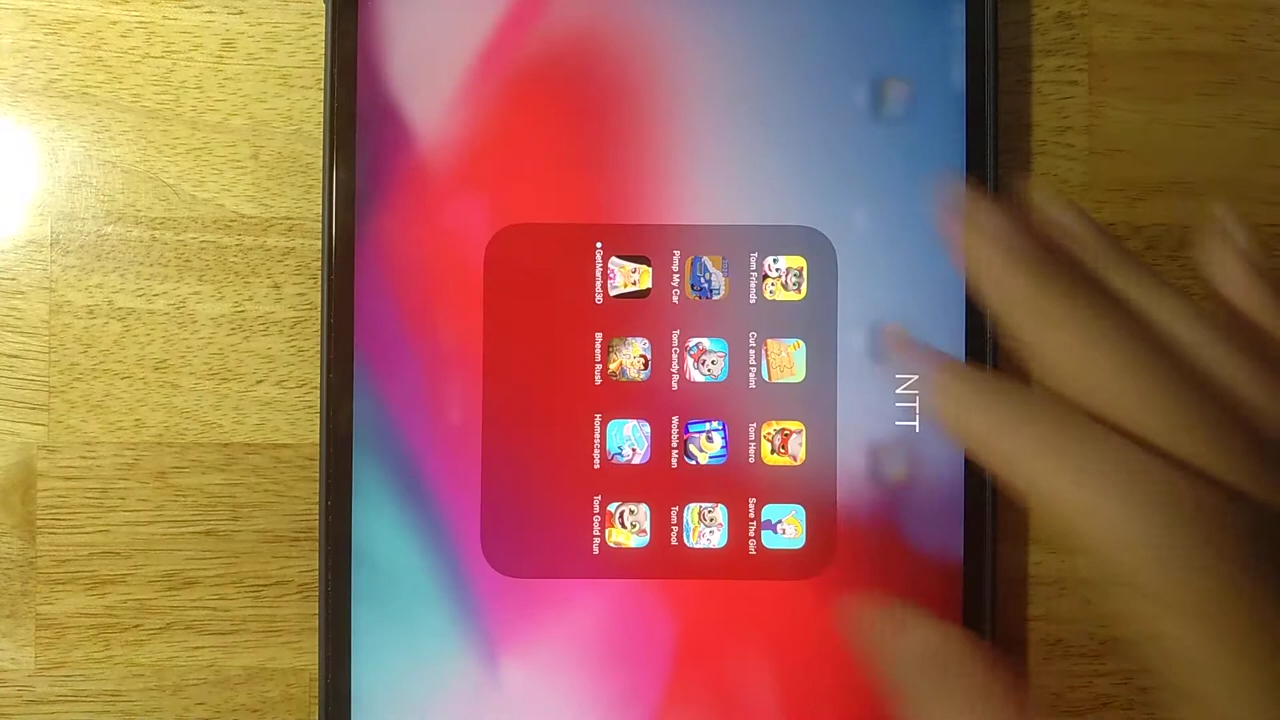 NTT
Tom Friends Cut and Paint Tom Hero Save The Girl
Pimp My Car Tom Candy Run Wobble Man Tom Pool
GetMarried3D Bheem Rush Homescapes Tom Gold Run